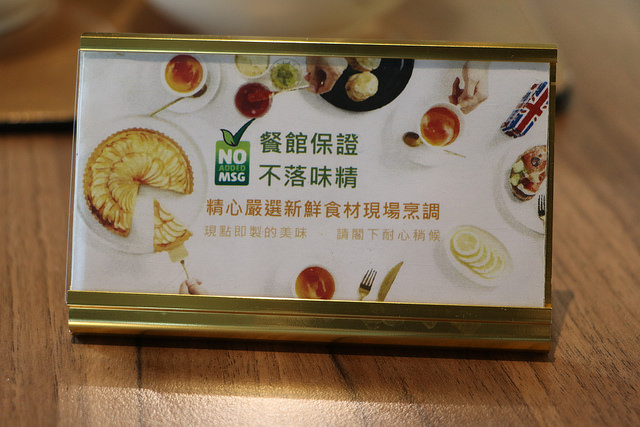 NO
ADDED
MSG
餐館保證
不落味精
精心嚴選新鮮食材現場烹調
現點即製的美味 請閣下耐心稍候